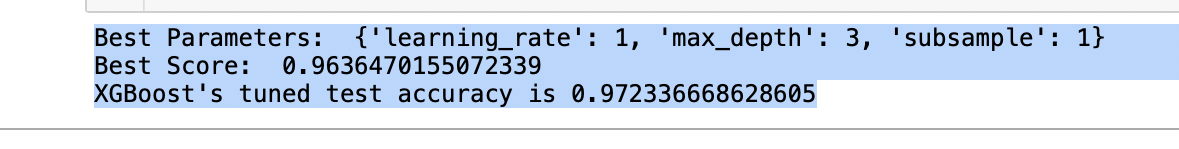 Best Parameters:  {'learning_rate': 1, 'max_depth': 3, 'subsample': 1}
Best Score:  0.9636470155072339
XGBoost's tuned test accuracy is 0.972336668628605